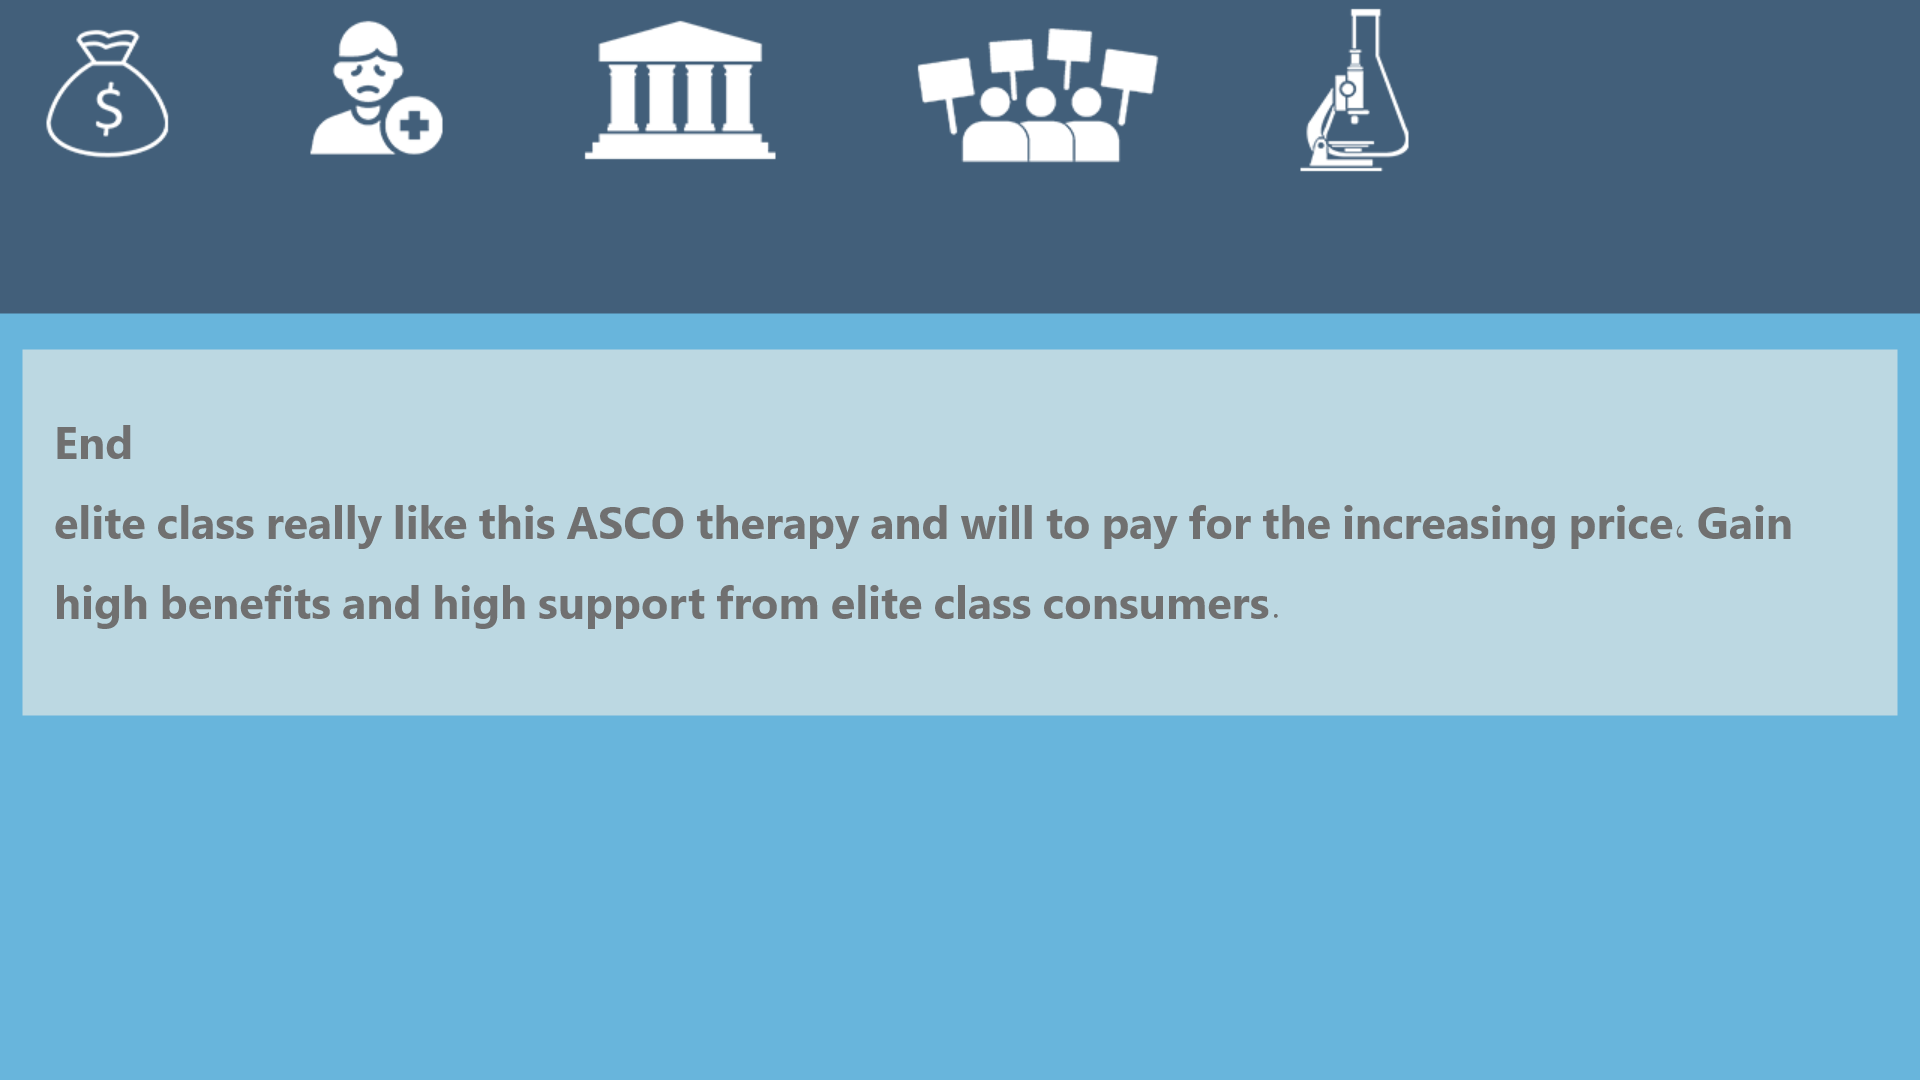 $
End
elite class really like this ASCO therapy and will to pay for the increasing price، Gain
high benefits and high support from elite class consumers.